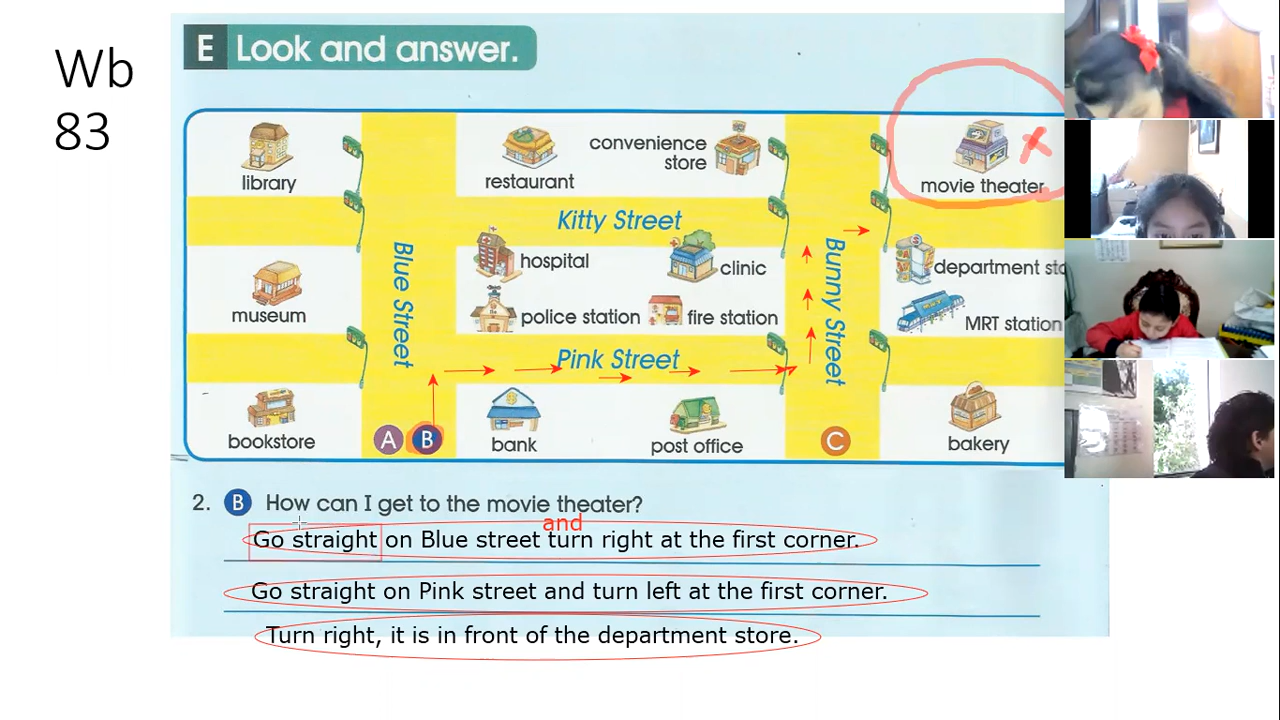 Wb
83
E Look and answer.
library
restaurant
convenience
store
movie theater
Kitty Street
Blue Street
Bunny Street
hospital
clinic
department sto
museum
police station
fire station
MRT station
Pink Street
bookstore
A
B
bank
post office
C
bakery
2. B How can I get to the movie theater?
and
Go straight on Blue street turn right at the first corner.
Go straight on Pink street and turn left at the first corner.
Turn right, it is in front of the department store.